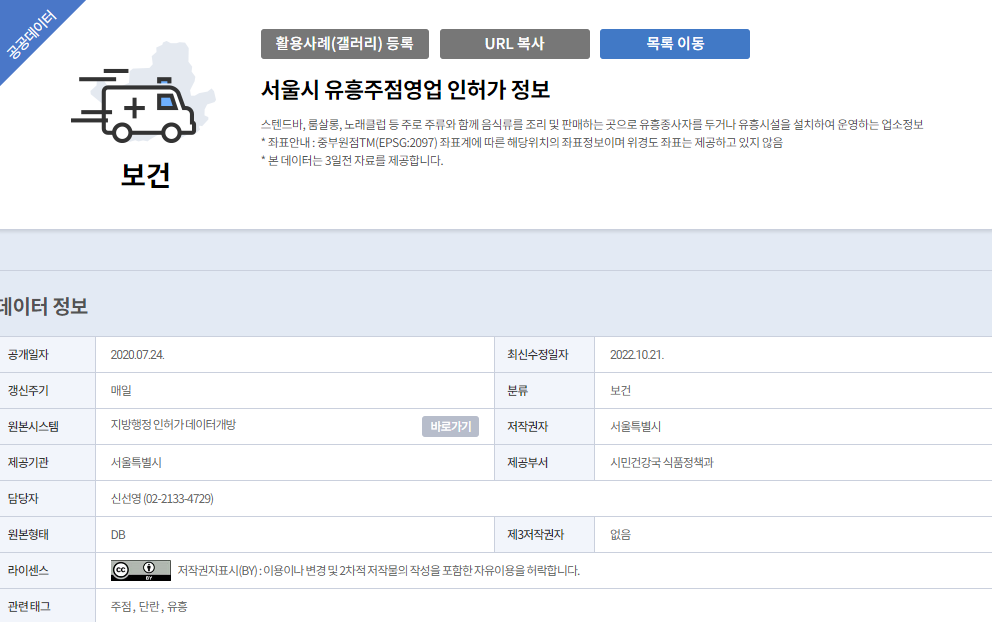 공공데이터
활용사례(갤러리) 등록 URL 복사 목록 이동
서울시 유흥주점영업 인허가 정보
스텐드바, 룸살롱, 노래클럽 등 주로 주류와 함께 음식류를 조리 및 판매하는 곳으로 유흥종사자를 두거나 유흥시설을 설치하여 운영하는 업소정보
* 좌표안내 : 중부원점TM(EPSG:2097) 좌표계에 따른 해당위치의 좌표정보이며 위경도 좌표는 제공하고 있지 않음
* 본 데이터는 3일전 자료를 제공합니다.
보건
데이터 정보
공개일자 2020.07.24. 최신수정일자 2022.10.21.
갱신주기 매일 분류 보건
원본시스템 지방행정 인허가 데이터개방 바로가기 저작권자 서울특별시
제공기관 서울특별시 제공부서 시민건강국 식품정책과
담당자 신선영 (02-2133-4729)
원본형태 DB 제3저작권자 없음
라이센스 cc BY 저작권자표시(BY) : 이용이나 변경 및 2차적 저작물의 작성을 포함한 자유이용을 허락합니다.
관련 태그 주점 , 단란 , 유흥